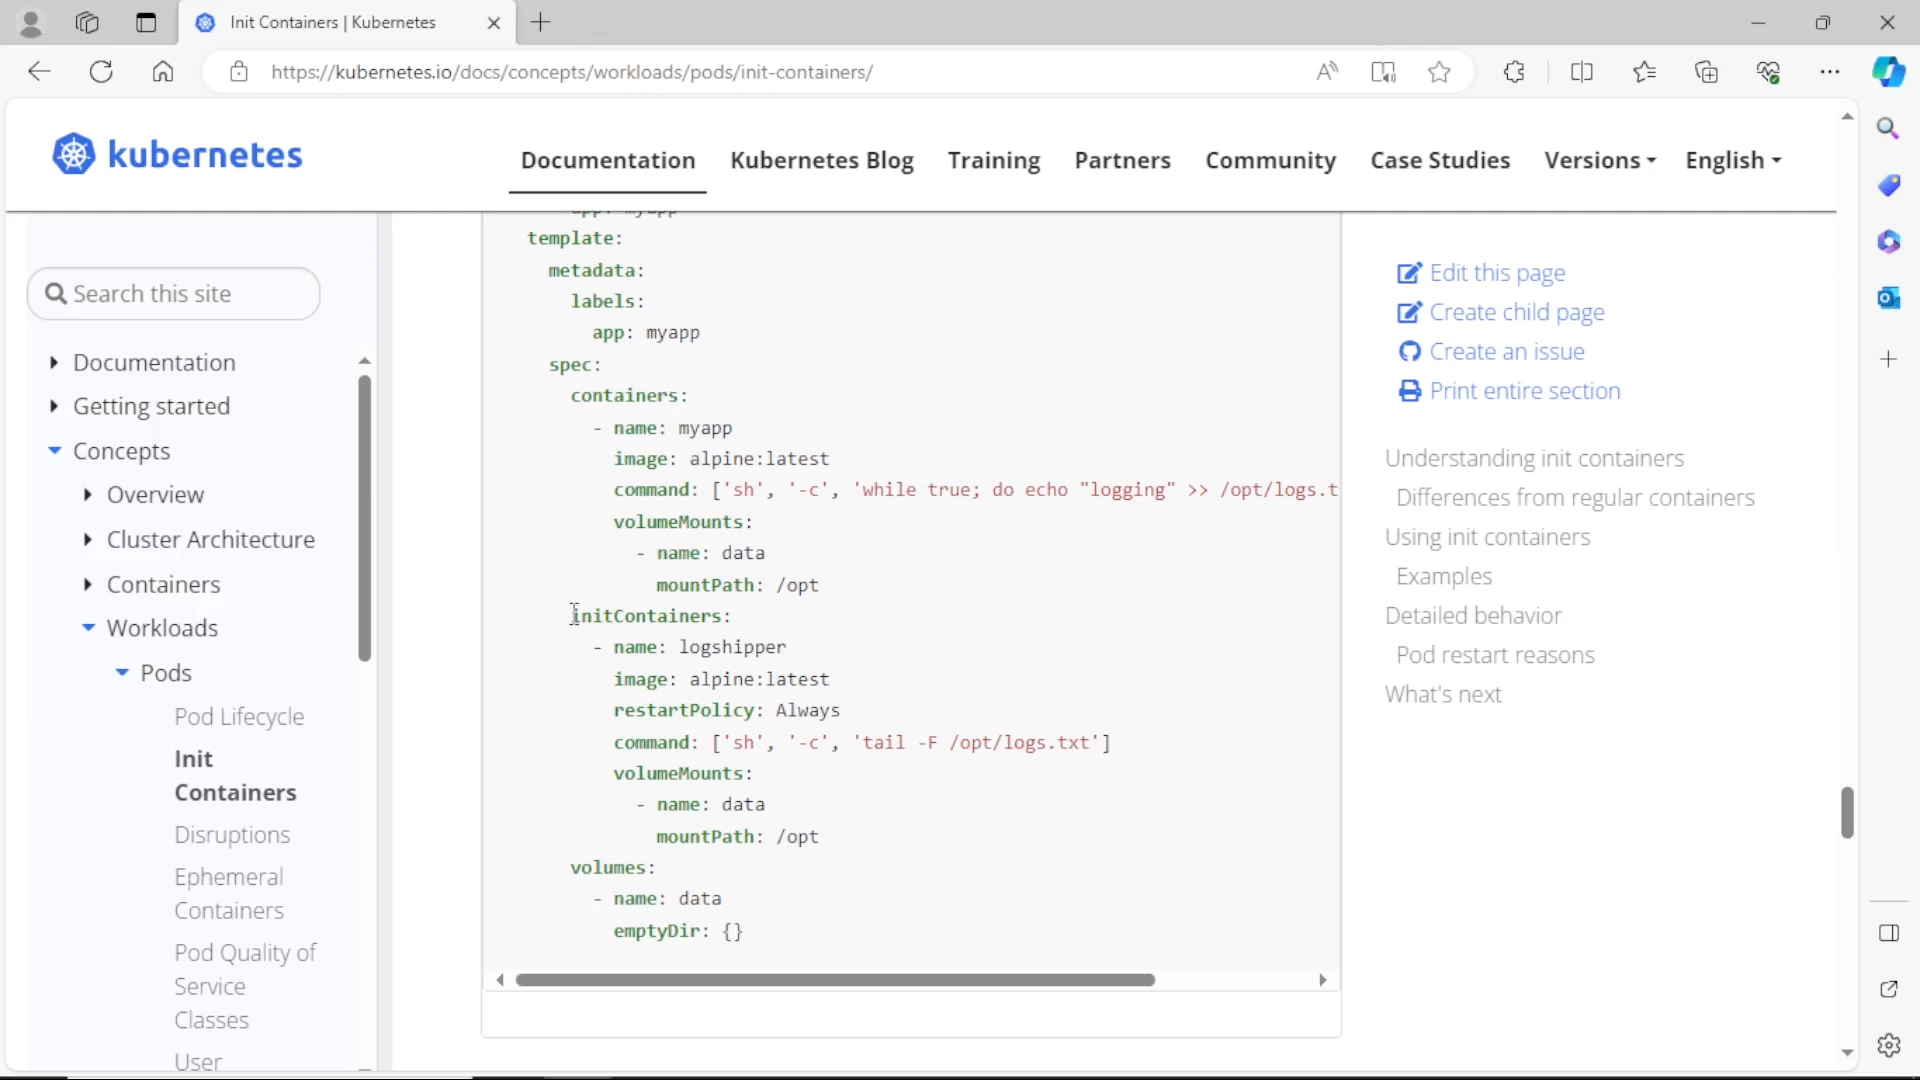 Init Containers | Kubernetes
https://kubernetes.io/docs/concepts/workloads/pods/init-containers/
kubernetes
Documentation
Kubernetes Blog
Training
Partners
Community
Case Studies
Versions
English
Search this site
Documentation
Getting started
Concepts
Overview
Cluster Architecture
Containers
Workloads
Pods
Pod Lifecycle
Init
Containers
Disruptions
Ephemeral
Containers
Pod Quality of
Service
Classes
User
app: myapp
template:
metadata:
labels:
app: myapp
spec:
containers:
- name: myapp
image: alpine:latest
command: ['sh', '-c', 'while true; do echo "logging" >> /opt/logs.t
volumeMounts:
- name: data
mountPath: /opt
initContainers:
- name: logshipper
image: alpine:latest
restartPolicy: Always
command: ['sh', '-c', 'tail -F /opt/logs.txt']
volumeMounts:
- name: data
mountPath: /opt
volumes:
- name: data
emptyDir: {}
Edit this page
Create child page
Create an issue
Print entire section
Understanding init containers
Differences from regular containers
Using init containers
Examples
Detailed behavior
Pod restart reasons
What's next